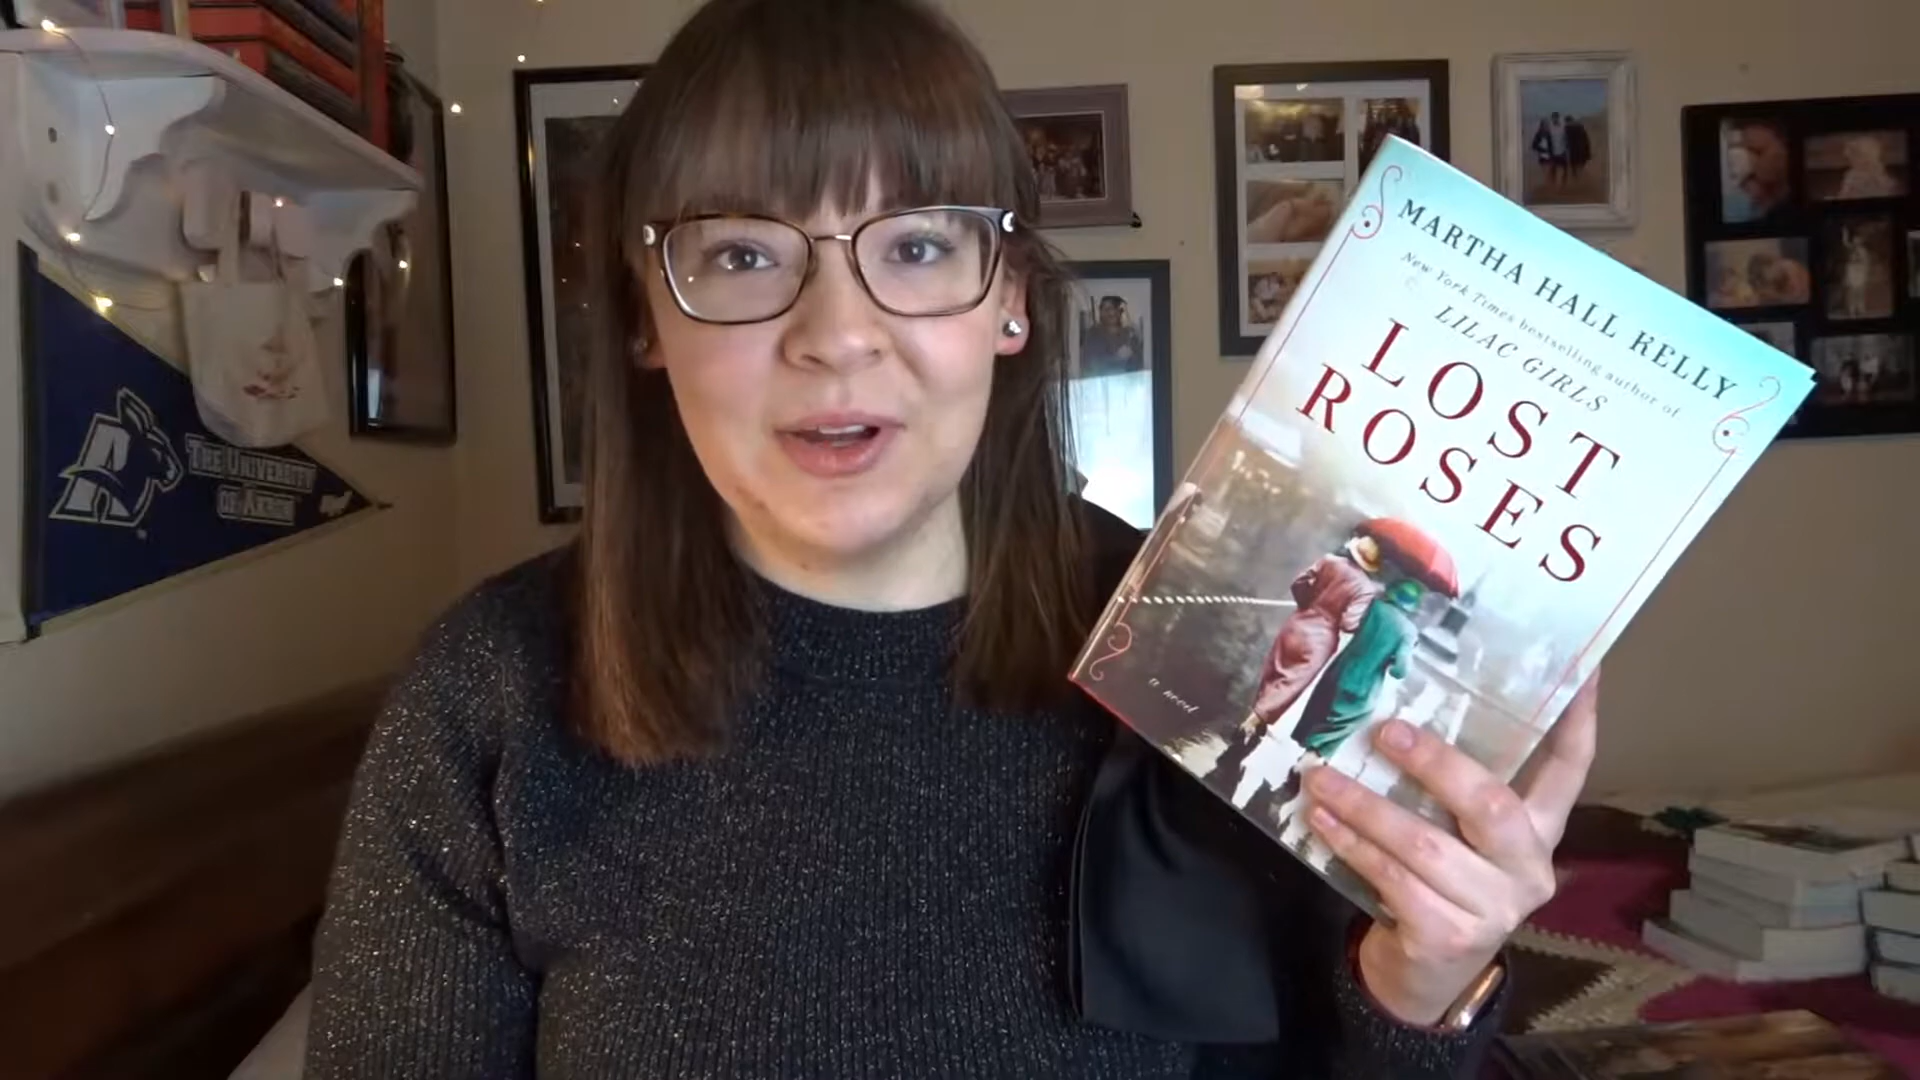 THE UNIVERSITY
OF AKRON
MARTHA HALL KELLY
New York Times bestselling author of
LILAC GIRLS
LOST
ROSES
a novel